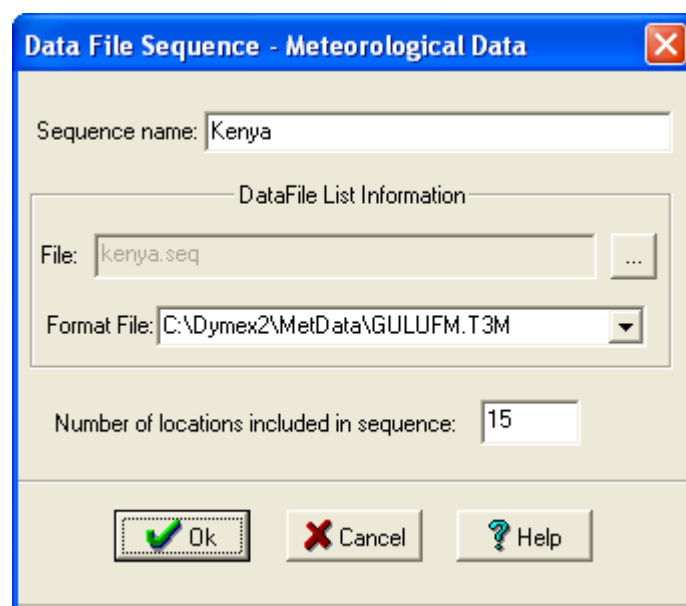 Data File Sequence - Meteorological Data
Sequence name: Kenya
DataFile List Information
File: kenya.seq ...
Format File: C:\Dymex2\MetData\GULUFM.T3M
Number of locations included in sequence: 15
Ok Cancel ? Help